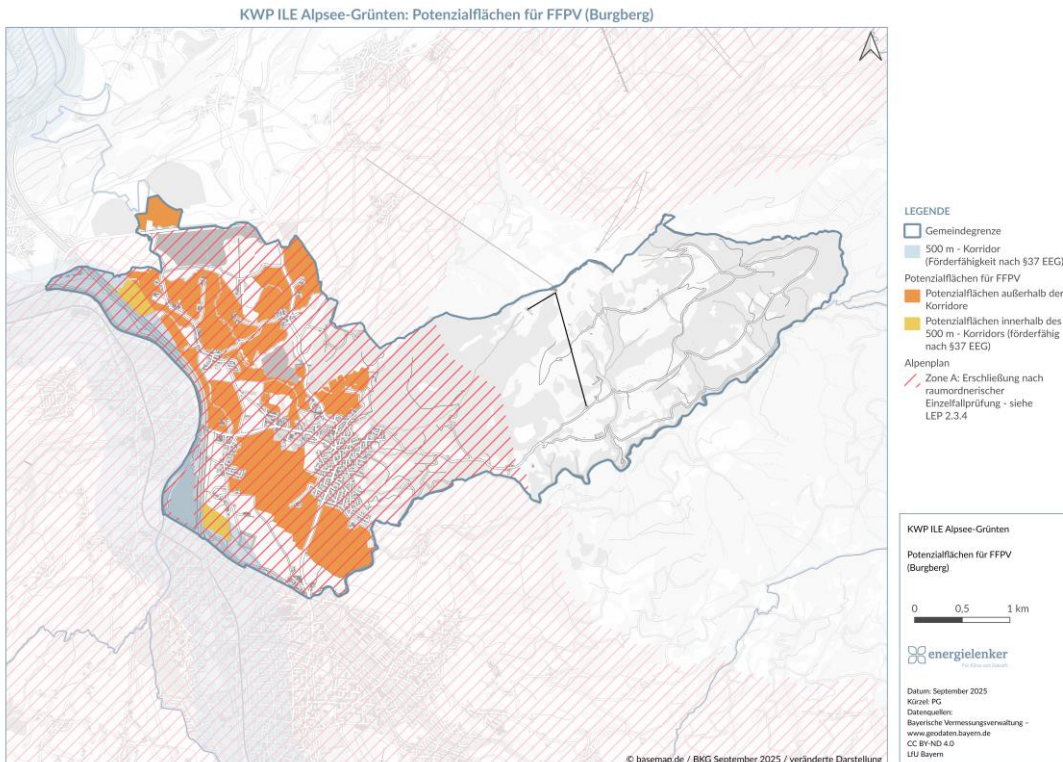 KWP ILE Alpsee-Grünten: Potenzialflächen für FFPV (Burgberg)
LEGENDE
Gemeindegrenze
500 m - Korridor
(Förderfähigkeit nach §37 EEG)
Potenzialflächen für FFPV
Potenzialflächen außerhalb der
Korridore
Potenzialflächen innerhalb des
500 m - Korridors (förderfähig
nach §37 EEG)
Alpenplan
Zone A: Erschließung nach
raumordnerischer
Einzelfallprüfung - siehe
LEP 2.3.4
KWP ILE Alpsee-Grünten
Potenzialflächen für FFPV
(Burgberg)
0 0,5 1 km
energielenker
Für Klima und Zukunft
Datum: September 2025
Kürzel: PG
Datenquellen:
Bayerische Vermessungsverwaltung –
www.geodaten.bayern.de
CC BY-ND 4.0
LfU Bayern
© basemap.de / BKG September 2025 / veränderte Darstellung